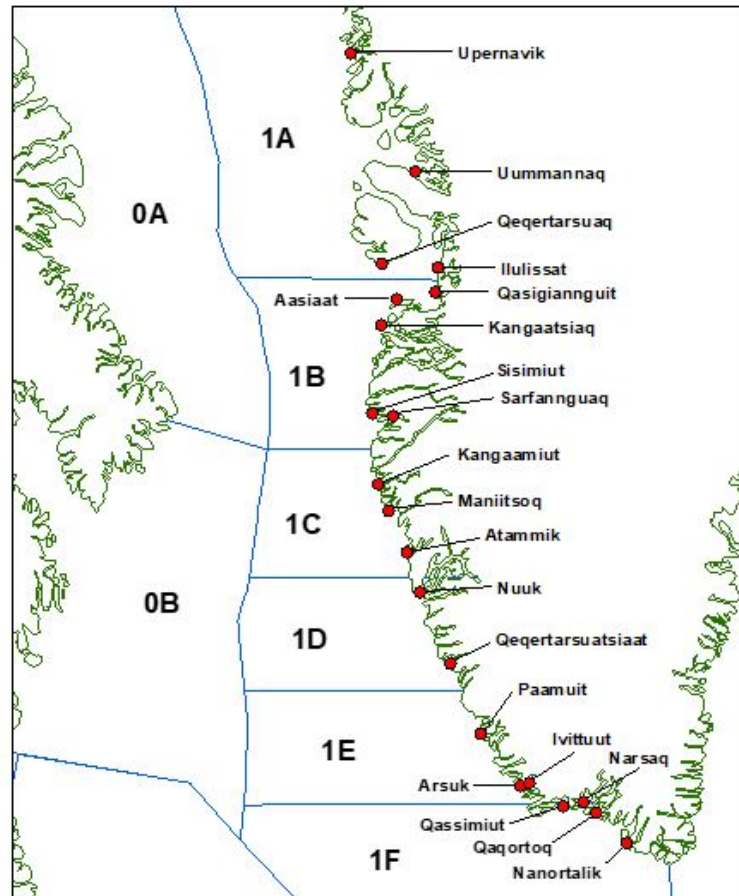 Upernavik
1A
Uummannaq
0A
Qeqertarsuaq
Ilulissat
Aasiaat
Qasigiannguit
Kangaatsiaq
1B
Sisimiut
Sarfannguaq
Kangaamiut
Maniitsoq
1C
Atammik
Nuuk
0B
1D
Qeqertarsuatsiaat
Paamuit
1E
Ivittuut
Narsaq
Arsuk
Qassimiut
Qaqortoq
1F
Nanortalik